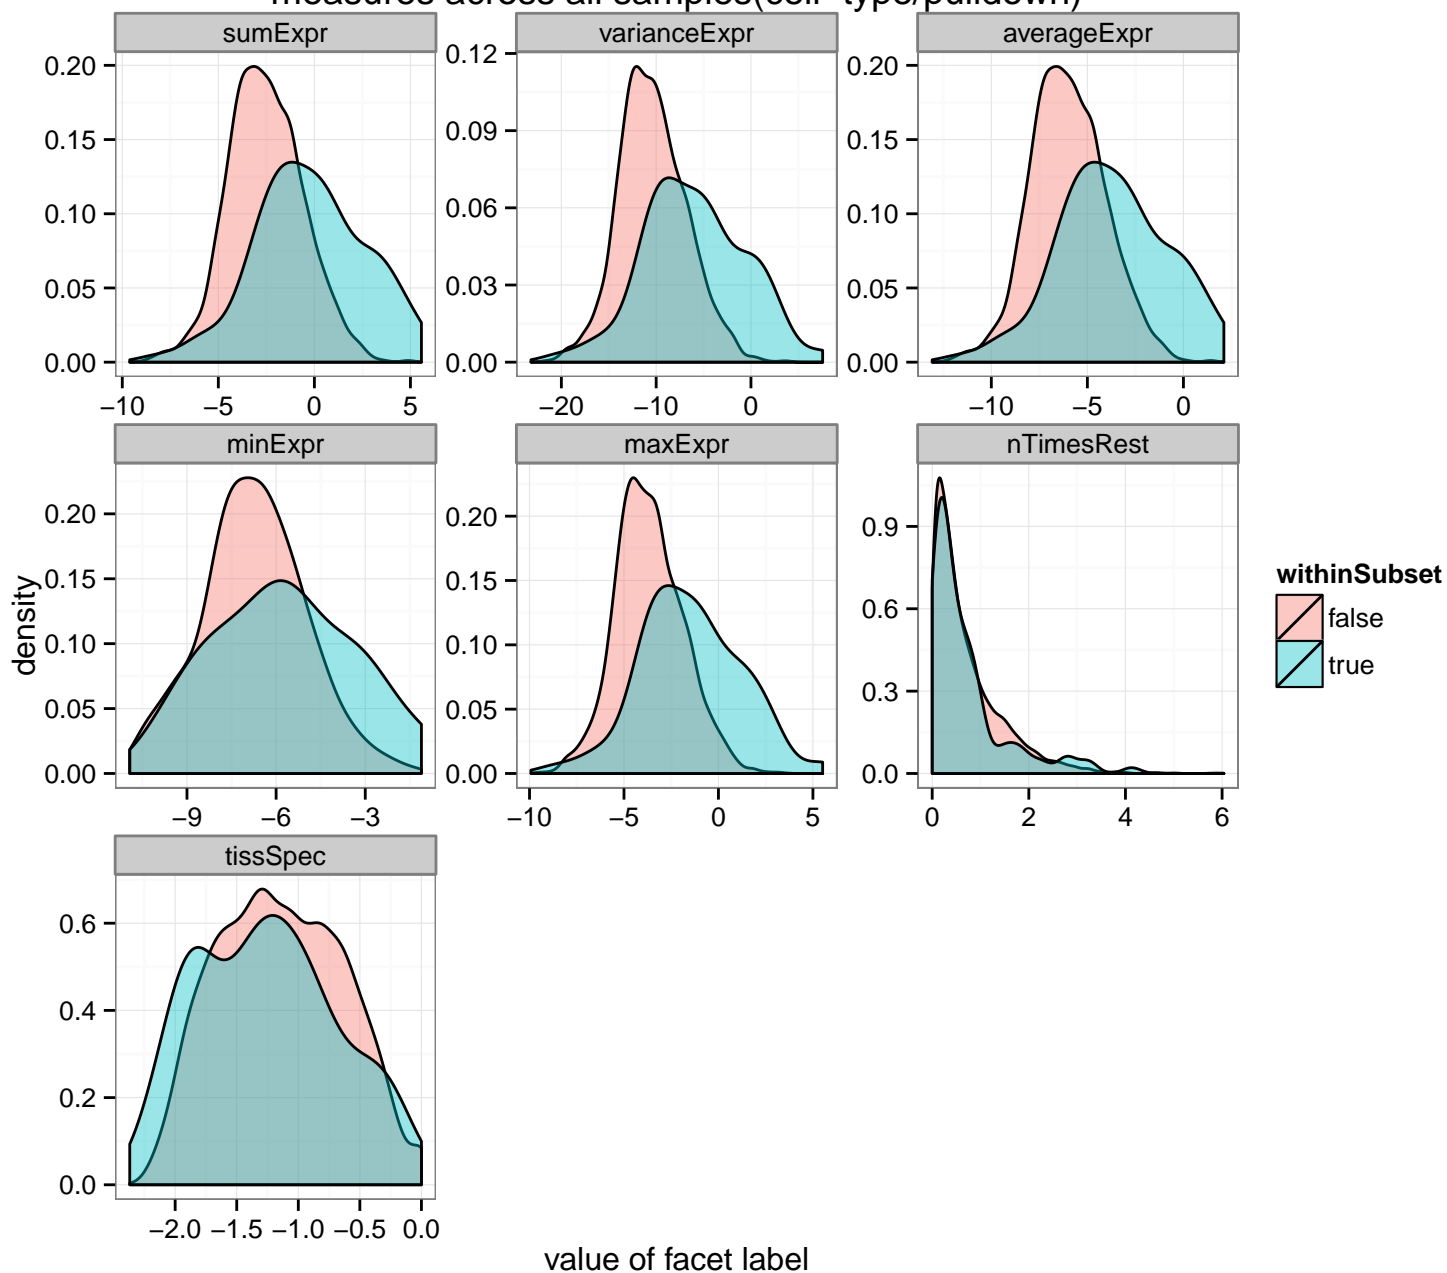 measures across all samples(cell-type/pulldown)
sumExpr
varianceExpr
averageExpr
0.20
0.15
0.10
0.05
0.00
−10 −5 0 5
0.12
0.09
0.06
0.03
0.00
−20 −10 0
0.20
0.15
0.10
0.05
0.00
−10 −5 0
minExpr
maxExpr
nTimesRest
density
0.20
0.15
0.10
0.05
0.00
−9 −6 −3
0.20
0.15
0.10
0.05
0.00
−10 −5 0 5
0.9
0.6
0.3
0.0
0 2 4 6
withinSubset
false
true
tissSpec
0.6
0.4
0.2
0.0
−2.0 −1.5 −1.0 −0.5 0.0
value of facet label